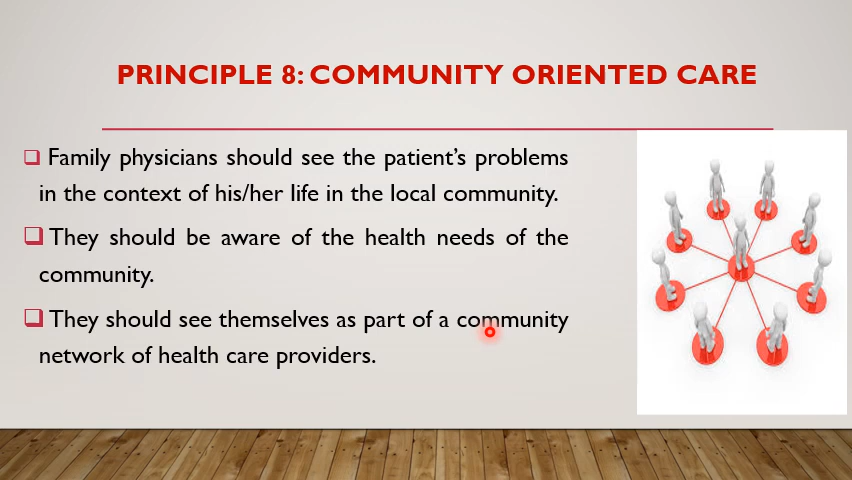 PRINCIPLE 8: COMMUNITY ORIENTED CARE
Family physicians should see the patient's problems
in the context of his/her life in the local community.
They should be aware of the health needs of the
community.
They should see themselves as part of a community
network of health care providers.